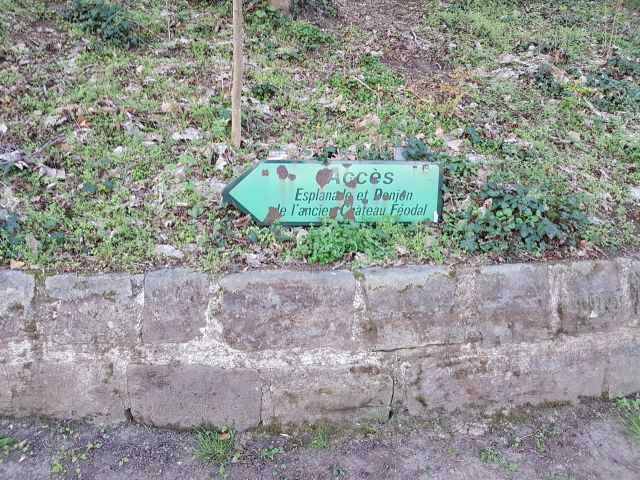 Accès
Esplanade et Donjon
de l'ancien Château Féodal